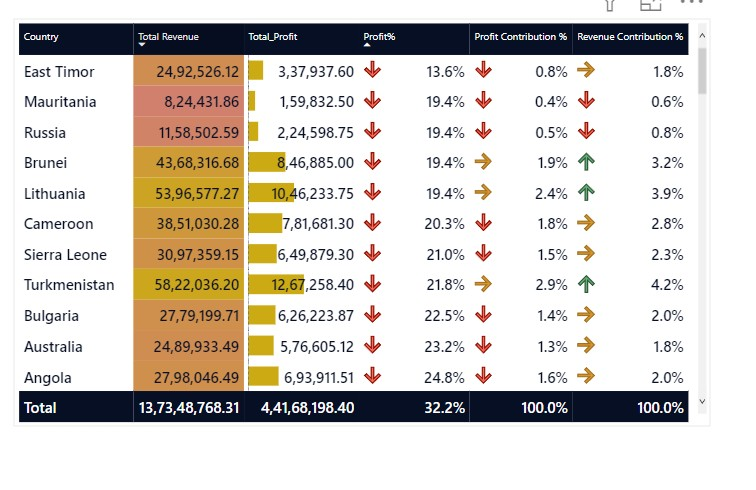 Country Total Revenue Total_Profit Profit% Profit Contribution % Revenue Contribution %
East Timor 24,92,526.12 3,37,937.60 13.6% 0.8% 1.8%
Mauritania 8,24,431.86 1,59,832.50 19.4% 0.4% 0.6%
Russia 11,58,502.59 2,24,598.75 19.4% 0.5% 0.8%
Brunei 43,68,316.68 8,46,885.00 19.4% 1.9% 3.2%
Lithuania 53,96,577.27 10,46,233.75 19.4% 2.4% 3.9%
Cameroon 38,51,030.28 7,81,681.30 20.3% 1.8% 2.8%
Sierra Leone 30,97,359.15 6,49,879.30 21.0% 1.5% 2.3%
Turkmenistan 58,22,036.20 12,67,258.40 21.8% 2.9% 4.2%
Bulgaria 27,79,199.71 6,26,223.87 22.5% 1.4% 2.0%
Australia 24,89,933.49 5,76,605.12 23.2% 1.3% 1.8%
Angola 27,98,046.49 6,93,911.51 24.8% 1.6% 2.0%
Total 13,73,48,768.31 4,41,68,198.40 32.2% 100.0% 100.0%